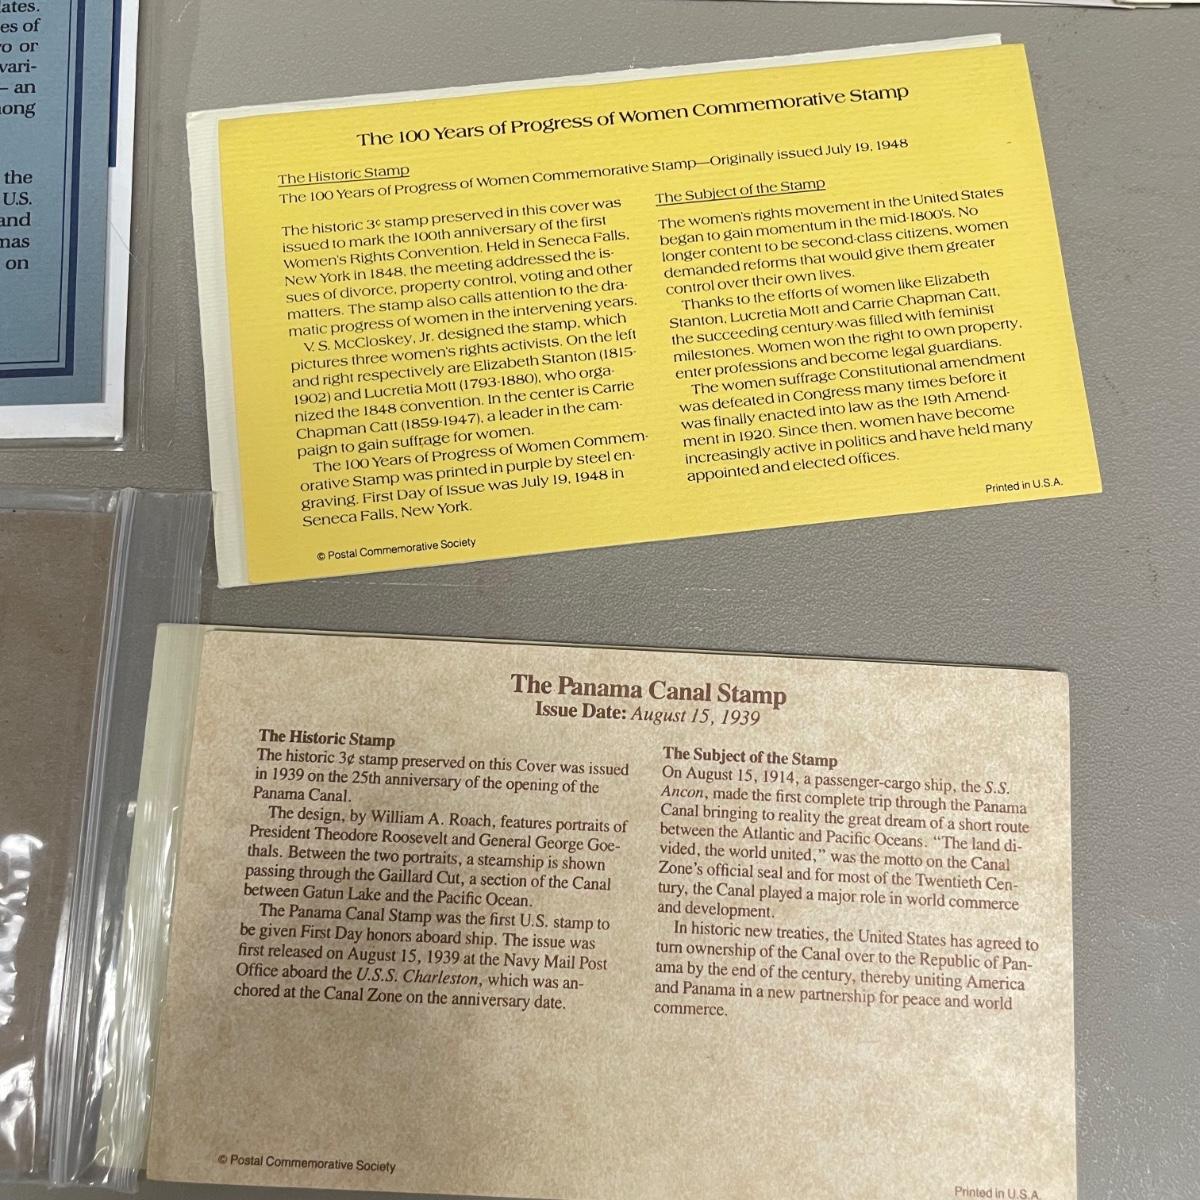 ates.
es of
o or
vari-
– an
ong
the
U.S.
and
mas
on
The 100 Years of Progress of Women Commemorative Stamp
The Historic Stamp
The 100 Years of Progress of Women Commemorative Stamp—Originally issued July 19, 1948
The historic 3¢ stamp preserved in this cover was
issued to mark the 100th anniversary of the first
Women's Rights Convention. Held in Seneca Falls,
New York in 1848, the meeting addressed the is-
sues of divorce, property control, voting and other
matters. The stamp also calls attention to the dra-
matic progress of women in the intervening years.
V. S. McCloskey, Jr. designed the stamp, which
pictures three women's rights activists. On the left
and right respectively are Elizabeth Stanton (1815-
1902) and Lucretia Mott (1793-1880), who orga-
nized the 1848 convention. In the center is Carrie
Chapman Catt (1859-1947), a leader in the cam-
paign to gain suffrage for women.
The 100 Years of Progress of Women Commem-
orative Stamp was printed in purple by steel en-
graving. First Day of Issue was July 19, 1948 in
Seneca Falls, New York.
The Subject of the Stamp
The women's rights movement in the United States
began to gain momentum in the mid-1800's. No
longer content to be second-class citizens, women
demanded reforms that would give them greater
control over their own lives.
Thanks to the efforts of women like Elizabeth
Stanton, Lucretia Mott and Carrie Chapman Catt,
the succeeding century was filled with feminist
milestones. Women won the right to own property,
enter professions and become legal guardians.
The women suffrage Constitutional amendment
was defeated in Congress many times before it
was finally enacted into law as the 19th Amend-
ment in 1920. Since then, women have become
increasingly active in politics and have held many
appointed and elected offices.
© Postal Commemorative Society
Printed in U.S.A.
The Panama Canal Stamp
Issue Date: August 15, 1939
The Historic Stamp
The historic 3¢ stamp preserved on this Cover was issued
in 1939 on the 25th anniversary of the opening of the
Panama Canal.
The design, by William A. Roach, features portraits of
President Theodore Roosevelt and General George Goe-
thals. Between the two portraits, a steamship is shown
passing through the Gaillard Cut, a section of the Canal
between Gatun Lake and the Pacific Ocean.
The Panama Canal Stamp was the first U.S. stamp to
be given First Day honors aboard ship. The issue was
first released on August 15, 1939 at the Navy Mail Post
Office aboard the U.S.S. Charleston, which was an-
chored at the Canal Zone on the anniversary date.
The Subject of the Stamp
On August 15, 1914, a passenger-cargo ship, the S.S.
Ancon, made the first complete trip through the Panama
Canal bringing to reality the great dream of a short route
between the Atlantic and Pacific Oceans. “The land di-
vided, the world united,” was the motto on the Canal
Zone's official seal and for most of the Twentieth Cen-
tury, the Canal played a major role in world commerce
and development.
In historic new treaties, the United States has agreed to
turn ownership of the Canal over to the Republic of Pan-
ama by the end of the century, thereby uniting America
and Panama in a new partnership for peace and world
commerce.
© Postal Commemorative Society
Printed in U.S.A.